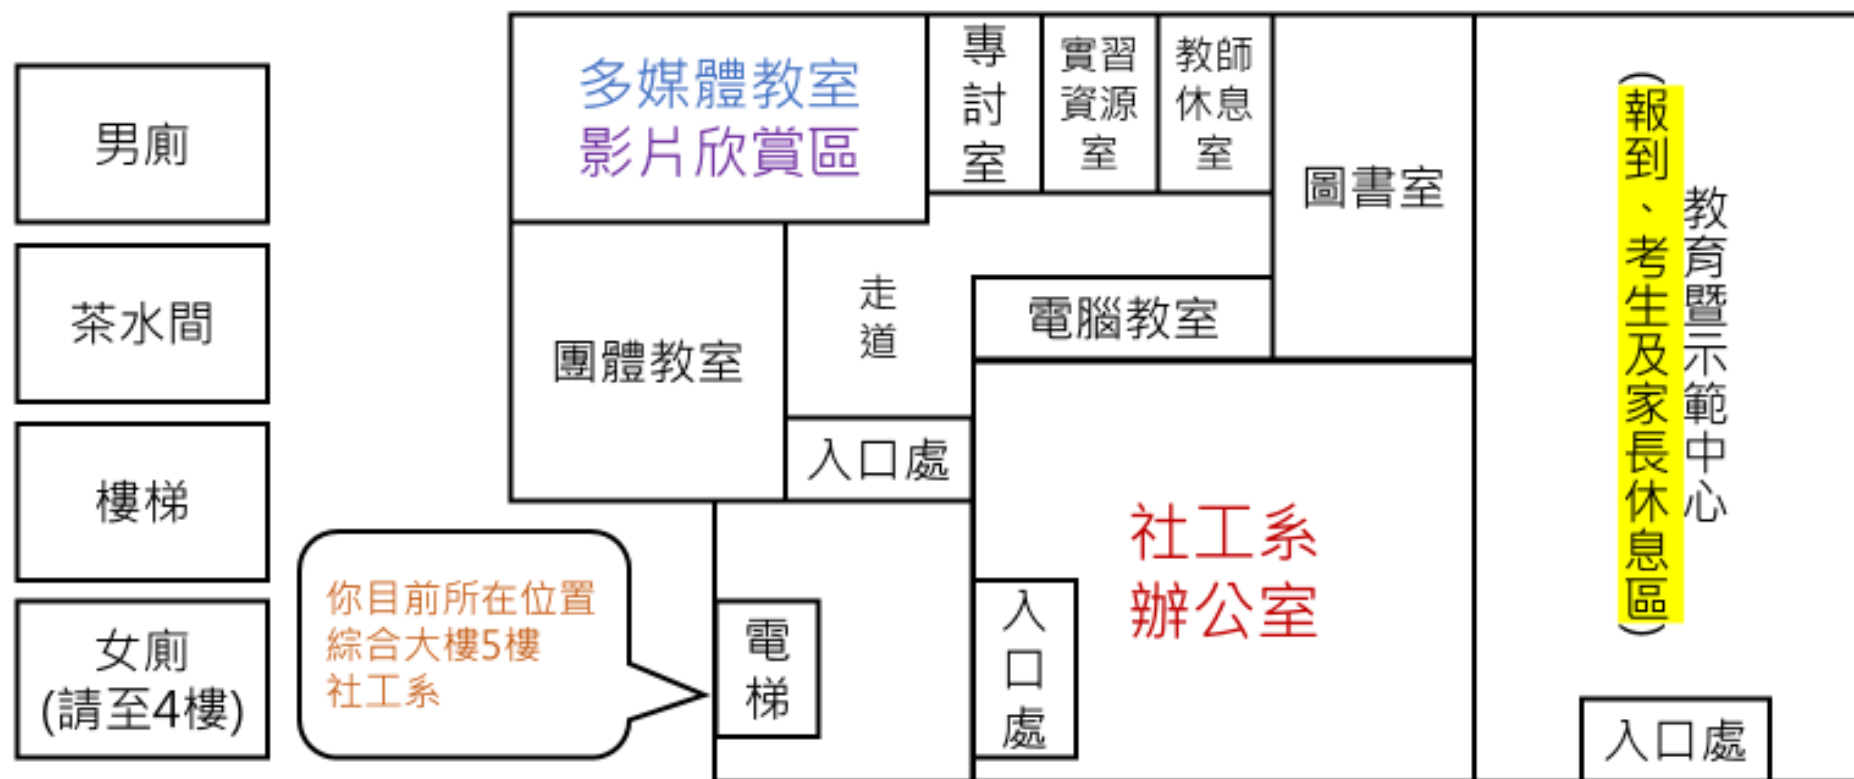 男廁
茶水間
樓梯
女廁
(請至4樓)
多媒體教室
影片欣賞區
專討室
實習
資源
室
教師
休息
室
圖書室
團體教室
走道
電腦教室
入口處
你目前所在位置
綜合大樓5樓
社工系
電梯
入口處
社工系
辦公室
教育暨示範中心
(報到、考生及家長休息區)
入口處